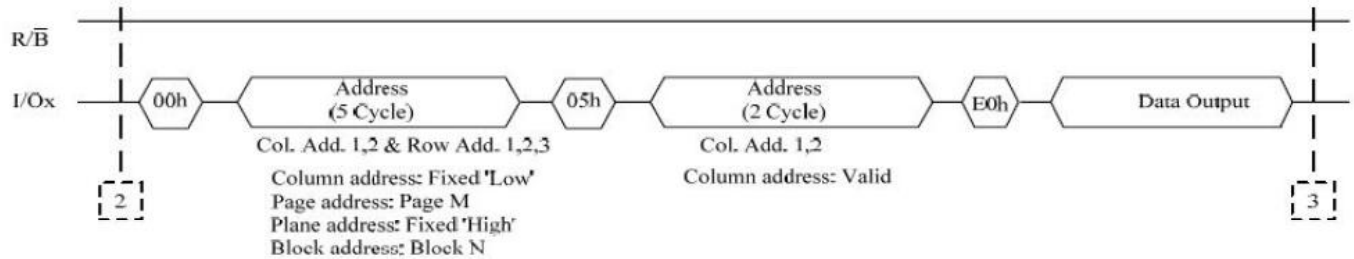 R/B̅
I/Ox
00h
Address
(5 Cycle)
05h
Address
(2 Cycle)
E0h
Data Output
Col. Add. 1,2 & Row Add. 1,2,3
Col. Add. 1,2
Column address: Fixed 'Low'
Column address: Valid
Page address: Page M
Plane address: Fixed 'High'
Block address: Block N
2
3